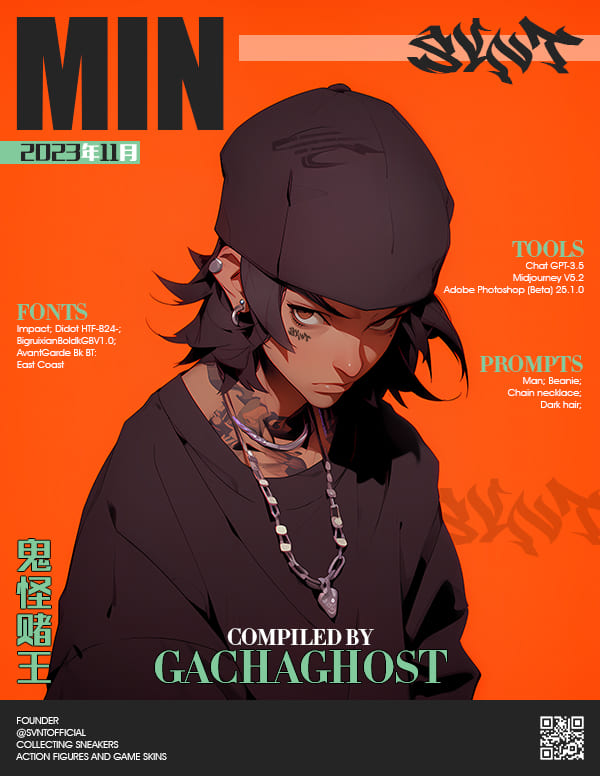 MIN
SVNT
2023年11月
TOOLS
Chat GPT-3.5
Midjourney V5.2
Adobe Photoshop (Beta) 25.1.0
FONTS
Impact; Didot HTF-B24-;
BigruixianBoldkGBV1.0;
AvantGarde Bk BT:
East Coast
PROMPTS
Man; Beanie;
Chain necklace;
Dark hair;
SVNT
鬼怪赌王
COMPILED BY
GACHAGHOST
FOUNDER
@SVNTOFFICIAL
COLLECTING SNEAKERS
ACTION FIGURES AND GAME SKINS